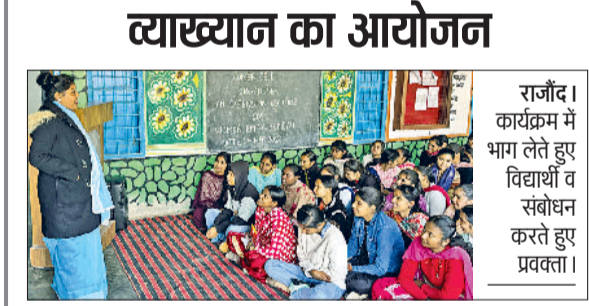 व्याख्यान का आयोजन
राजौंद।
कार्यक्रम में
भाग लेते हुए
विद्यार्थी व
संबोधन
करते हुए
प्रवक्ता।